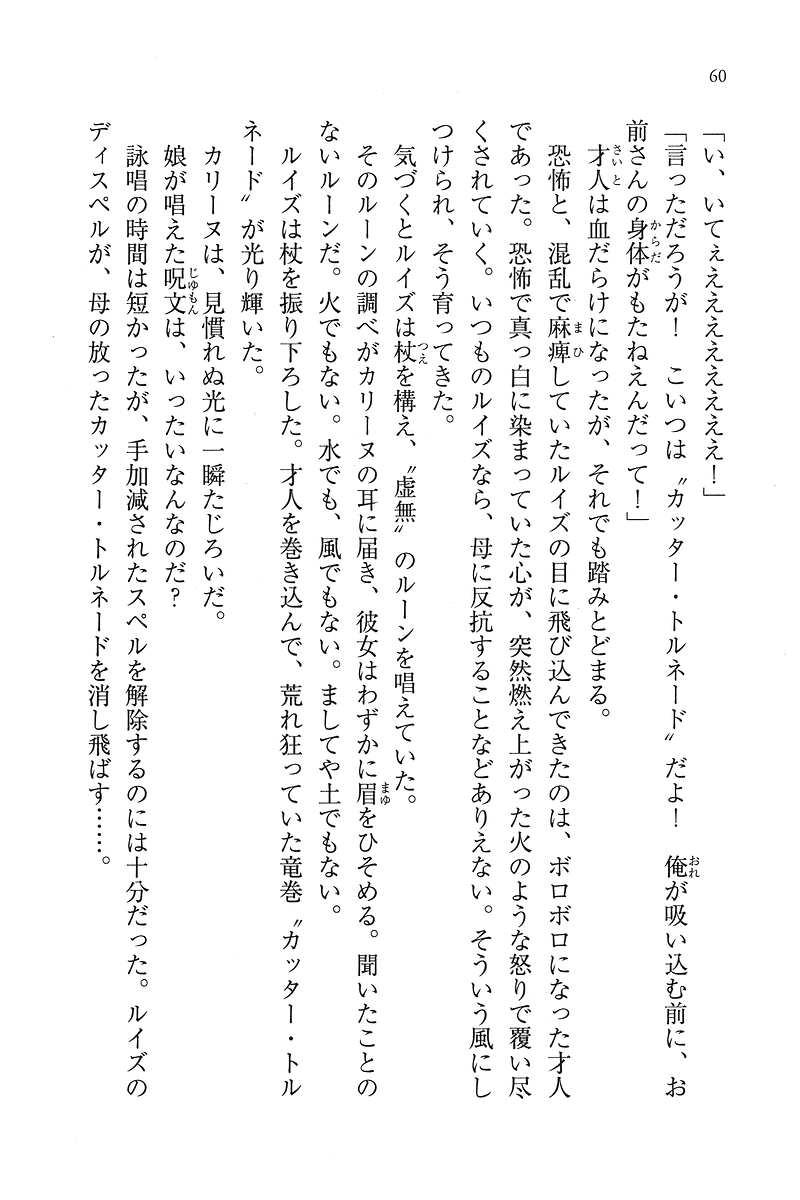 60
「い、いてぇえええええええ！」
「言っただろうが！　こいつは〝カッター・トルネード〟だよ！　俺が吸い込む前に、お
前さんの身体がもたねえんだって！」
才人は血だらけになったが、それでも踏みとどまる。
恐怖と、混乱で麻痺していたルイズの目に飛び込んできたのは、ボロボロになった才人
であった。恐怖で真っ白に染まっていた心が、突然燃え上がった火のような怒りで覆い尽
くされていく。いつものルイズなら、母に反抗することなどありえない。そういう風にし
つけられ、そう育ってきた。
気づくとルイズは杖を構え、〝虚無〟のルーンを唱えていた。
そのルーンの調べがカリーヌの耳に届き、彼女はわずかに眉をひそめる。聞いたことの
ないルーンだ。火でもない。水でも、風でもない。ましてや土でもない。
ルイズは杖を振り下ろした。才人を巻き込んで、荒れ狂っていた竜巻〝カッター・トル
ネード〟が光り輝いた。
カリーヌは、見慣れぬ光に一瞬たじろいだ。
娘が唱えた呪文は、いったいなんなのだ？
詠唱の時間は短かったが、手加減されたスペルを解除するのには十分だった。ルイズの
ディスペルが、母の放ったカッター・トルネードを消し飛ばす……。